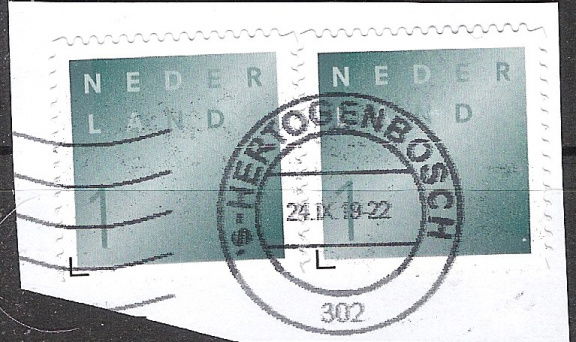 NEDER
LAND
1
NEDER
LAND
1
'S-HERTOGENBOSCH
24.IX.19-22
302